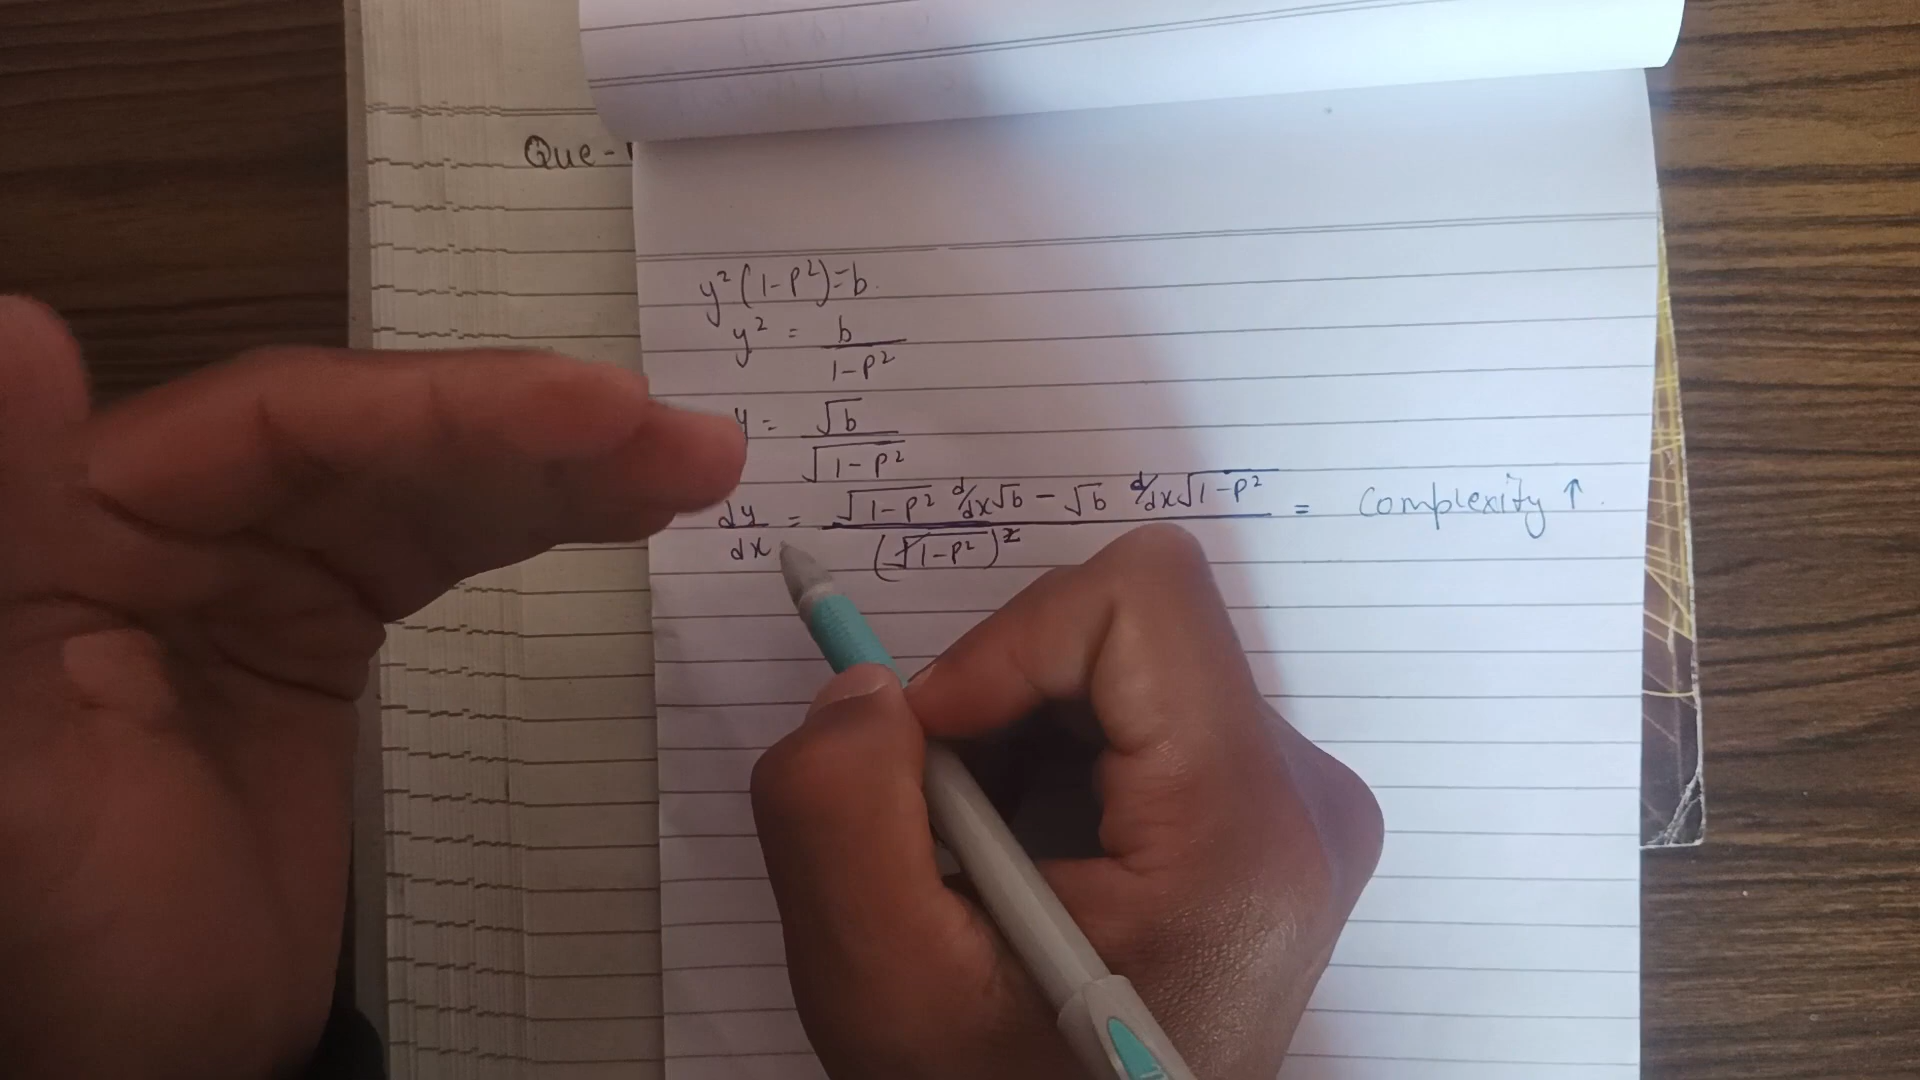 Que-
y²(1-P²)=b.
y² = b / 1-P²
y = √b / √1-P²
dy/dx = √1-P² d/dx√b - √b d/dx√1-P² / (√1-P²)² = Complexity ↑.